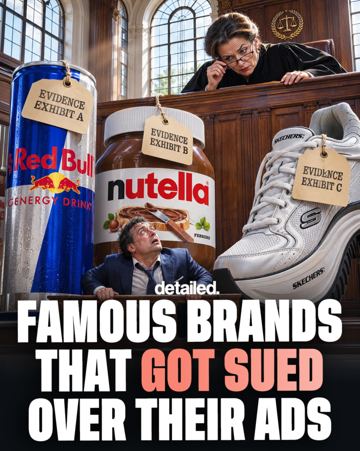 EVIDENCE
EXHIBIT A
Red Bull
ENERGY DRINK
EVIDENCE
EXHIBIT B
nutella
FERRERO
SKECHERS
EVIDENCE
EXHIBIT C
SKECHERS
detailed.
FAMOUS BRANDS
THAT GOT SUED
OVER THEIR ADS